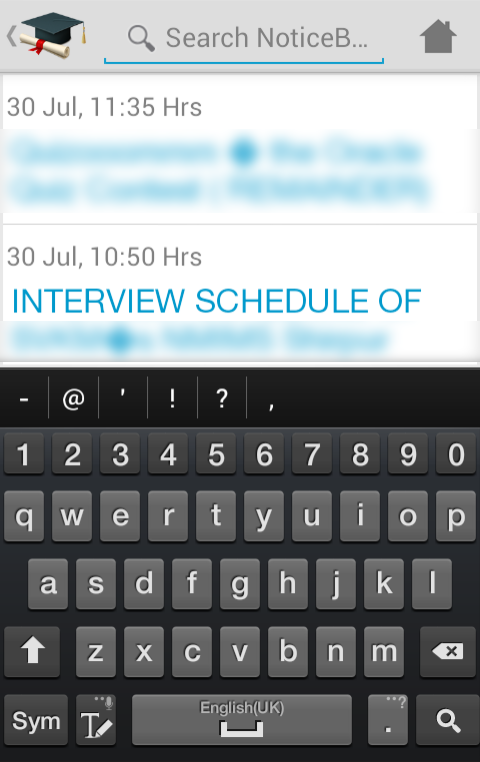 Search NoticeB...
30 Jul, 11:35 Hrs
30 Jul, 10:50 Hrs
INTERVIEW SCHEDULE OF
- @ ' ! ? ,
1 2 3 4 5 6 7 8 9 0
q w e r t y u i o p
a s d f g h j k l
z x c v b n m
Sym T English(UK) . ?